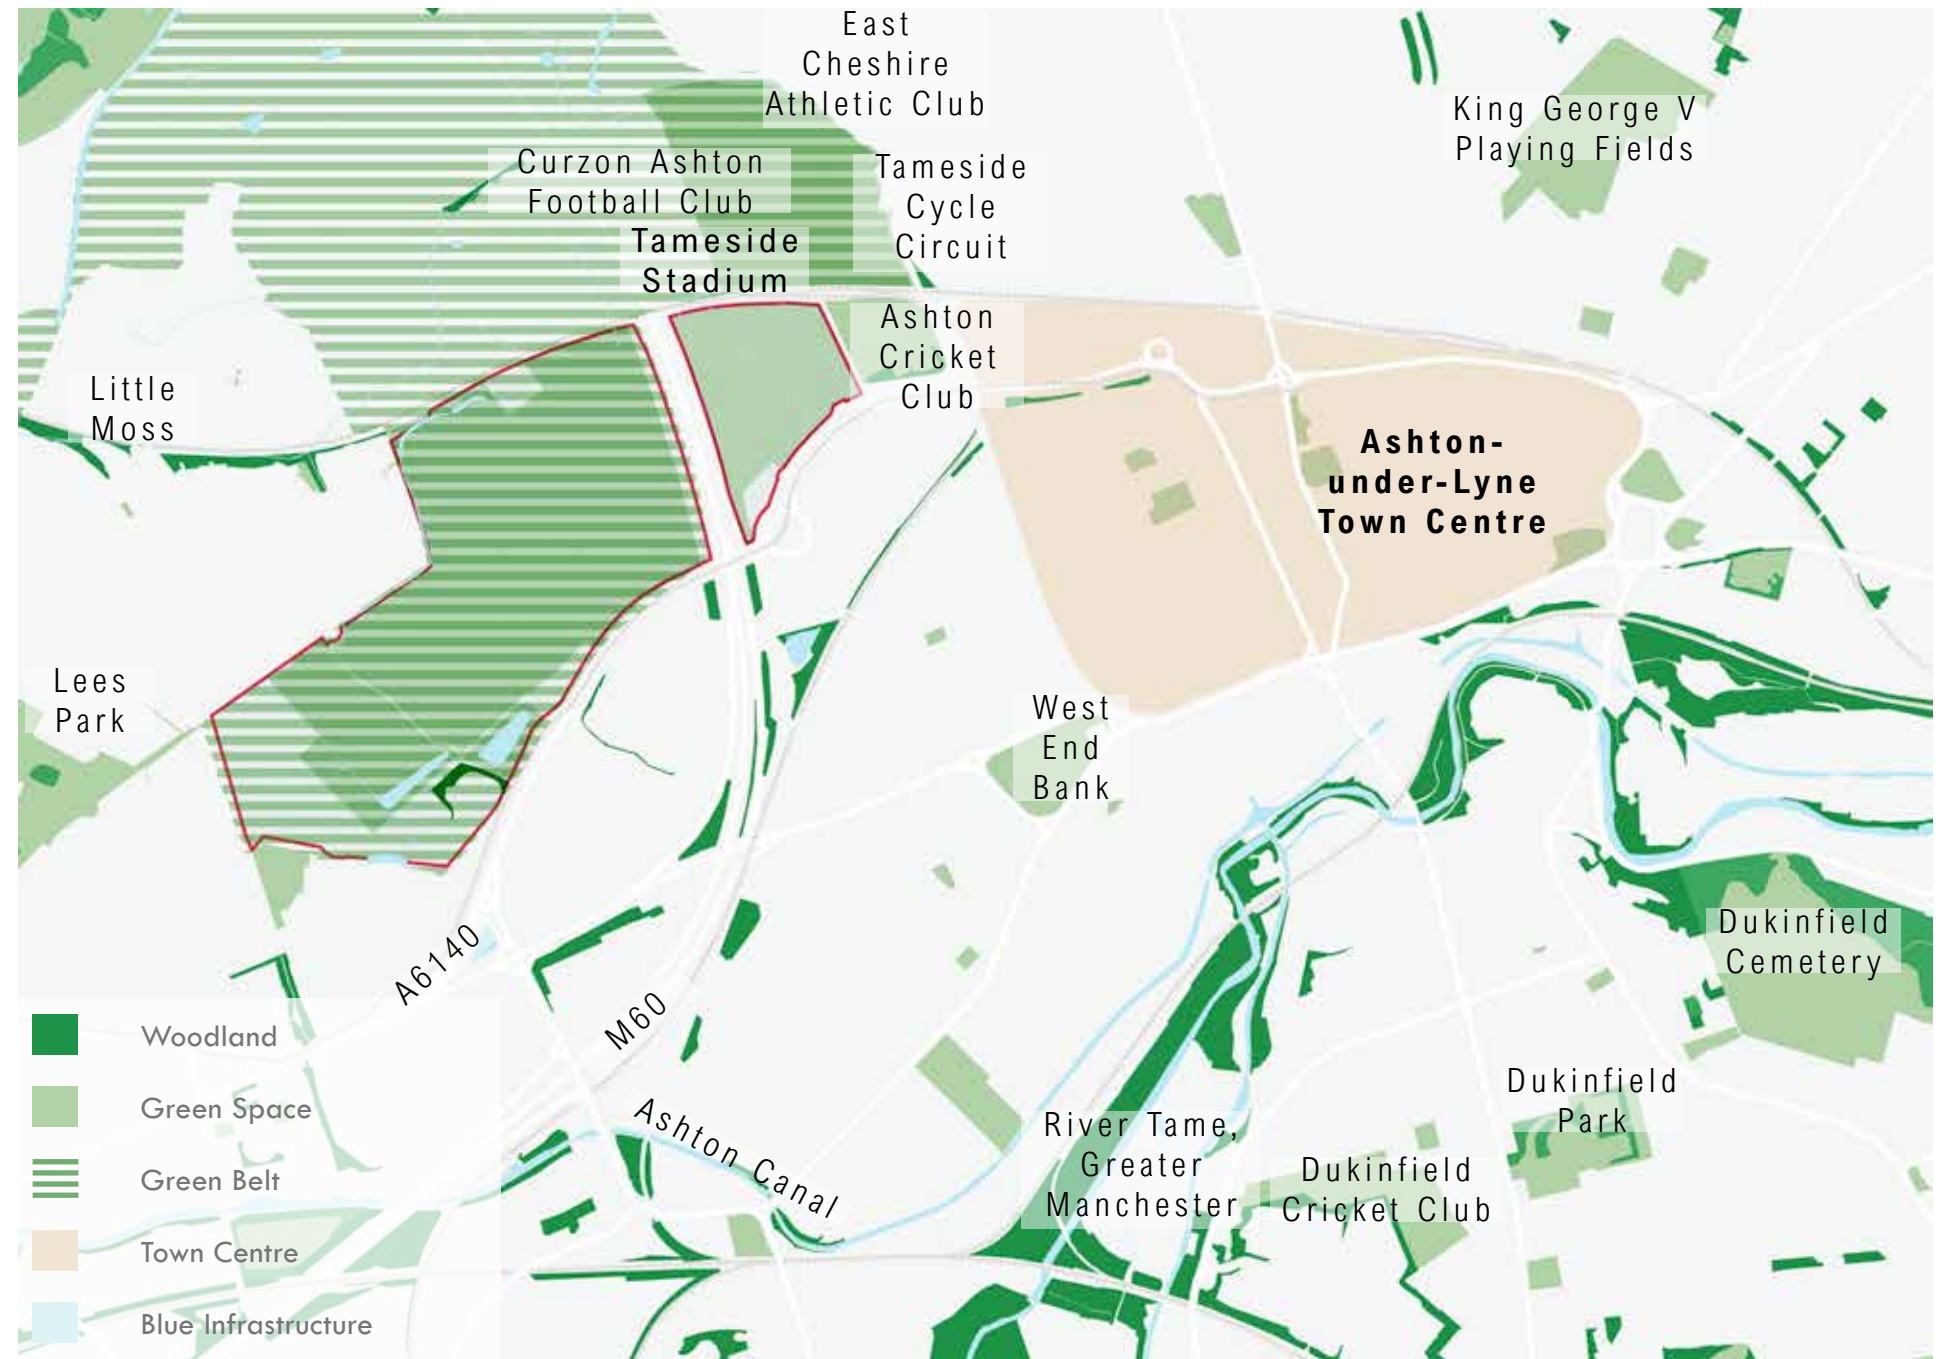 East
Cheshire
Athletic Club
King George V
Playing Fields
Curzon Ashton
Football Club
Tameside
Stadium
Tameside
Cycle
Circuit
Ashton
Cricket
Club
Little
Moss
Ashton-
under-Lyne
Town Centre
Lees
Park
West
End
Bank
Dukinfield
Cemetery
A6140
M60
Ashton Canal
River Tame,
Greater
Manchester
Dukinfield
Cricket Club
Dukinfield
Park
Woodland
Green Space
Green Belt
Town Centre
Blue Infrastructure